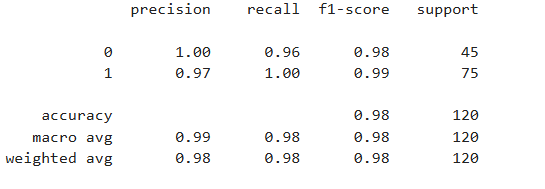 precision recall f1-score support
0 1.00 0.96 0.98 45
1 0.97 1.00 0.99 75
accuracy 0.98 120
macro avg 0.99 0.98 0.98 120
weighted avg 0.98 0.98 0.98 120